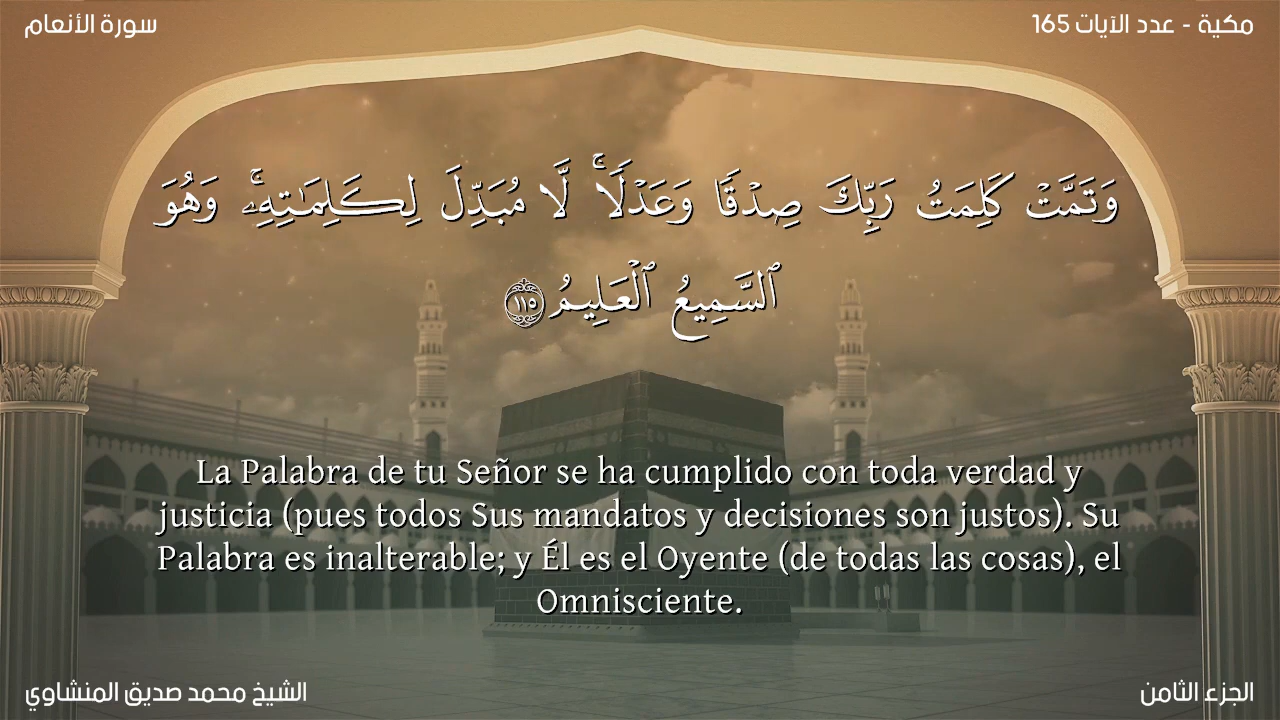 سورة الأنعام
مكية - عدد الآيات 165
وَتَمَّتْ كَلِمَتُ رَبِّكَ صِدْقًا وَعَدْلًا ۚ لَّا مُبَدِّلَ لِكَلِمَـٰتِهِۦ ۚ وَهُوَ
ٱلسَّمِيعُ ٱلْعَلِيمُ ١١٥
La Palabra de tu Señor se ha cumplido con toda verdad y
justicia (pues todos Sus mandatos y decisiones son justos). Su
Palabra es inalterable; y Él es el Oyente (de todas las cosas), el
Omnisciente.
الشيخ محمد صديق المنشاوي
الجزء الثامن